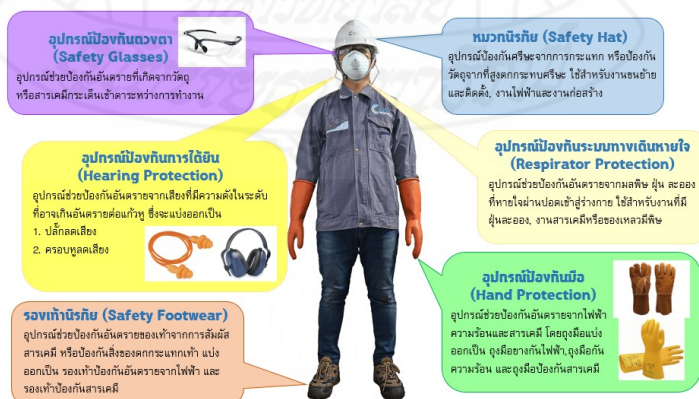 อุปกรณ์ป้องกันดวงตา
(Safety Glasses)
อุปกรณ์ช่วยป้องกันอันตรายที่เกิดจากวัตถุ
หรือสารเคมีกระเด็นเข้าตาระหว่างการทำงาน
หมวกนิรภัย (Safety Hat)
อุปกรณ์ป้องกันศรีษะจากการกระแทก หรือป้องกัน
วัตถุจากที่สูงตกกระทบศรีษะ ใช้สำหรับงานขนย้าย
และติดตั้ง, งานไฟฟ้าและงานก่อสร้าง
อุปกรณ์ป้องกันการได้ยิน
(Hearing Protection)
อุปกรณ์ช่วยป้องกันอันตรายจากเสียงที่มีความดังในระดับ
ที่อาจเกินอันตรายต่อแก้วหู ซึ่งจะแบ่งออกเป็น
1. ปลั๊กลดเสียง
2. ครอบหูลดเสียง
อุปกรณ์ป้องกันระบบทางเดินหายใจ
(Respirator Protection)
อุปกรณ์ช่วยป้องกันอันตรายจากมลพิษ ฝุ่น ละออง
ที่หายใจผ่านปอดเข้าสู่ร่างกาย ใช้สำหรับงานที่มี
ฝุ่นละออง, งานสารเคมีหรือของเหลวมีพิษ
อุปกรณ์ป้องกันมือ
(Hand Protection)
อุปกรณ์ช่วยป้องกันอันตรายจากไฟฟ้า
ความร้อนและสารเคมี โดยถุงมือแบ่ง
ออกเป็น ถุงมือยางกันไฟฟ้า,ถุงมือกัน
ความร้อน และถุงมือป้องกันสารเคมี
รองเท้านิรภัย (Safety Footwear)
อุปกรณ์ช่วยป้องกันอันตรายของเท้าจากการสัมผัส
สารเคมี หรือป้องกันสิ่งของตกกระแทกเท้า แบ่ง
ออกเป็น รองเท้าป้องกันอันตรายจากไฟฟ้า และ
รองเท้าป้องกันสารเคมี